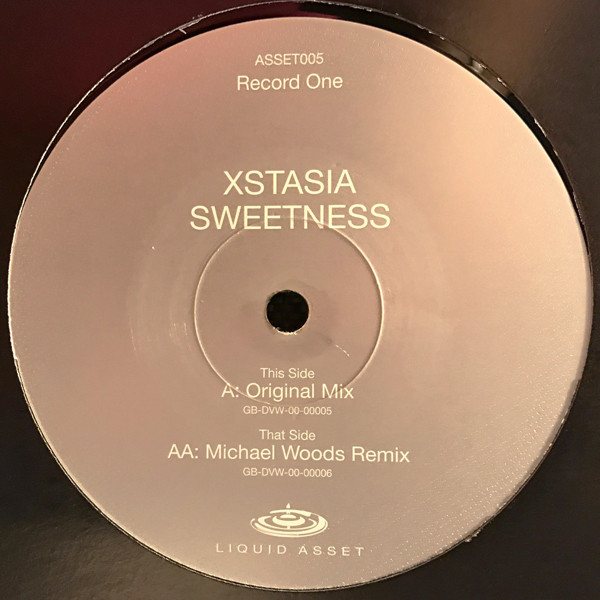 ASSET005
Record One
XSTASIA
SWEETNESS
This Side
A: Original Mix
GB-DVW-00-00005
That Side
AA: Michael Woods Remix
GB-DVW-00-00006
LIQUID ASSET